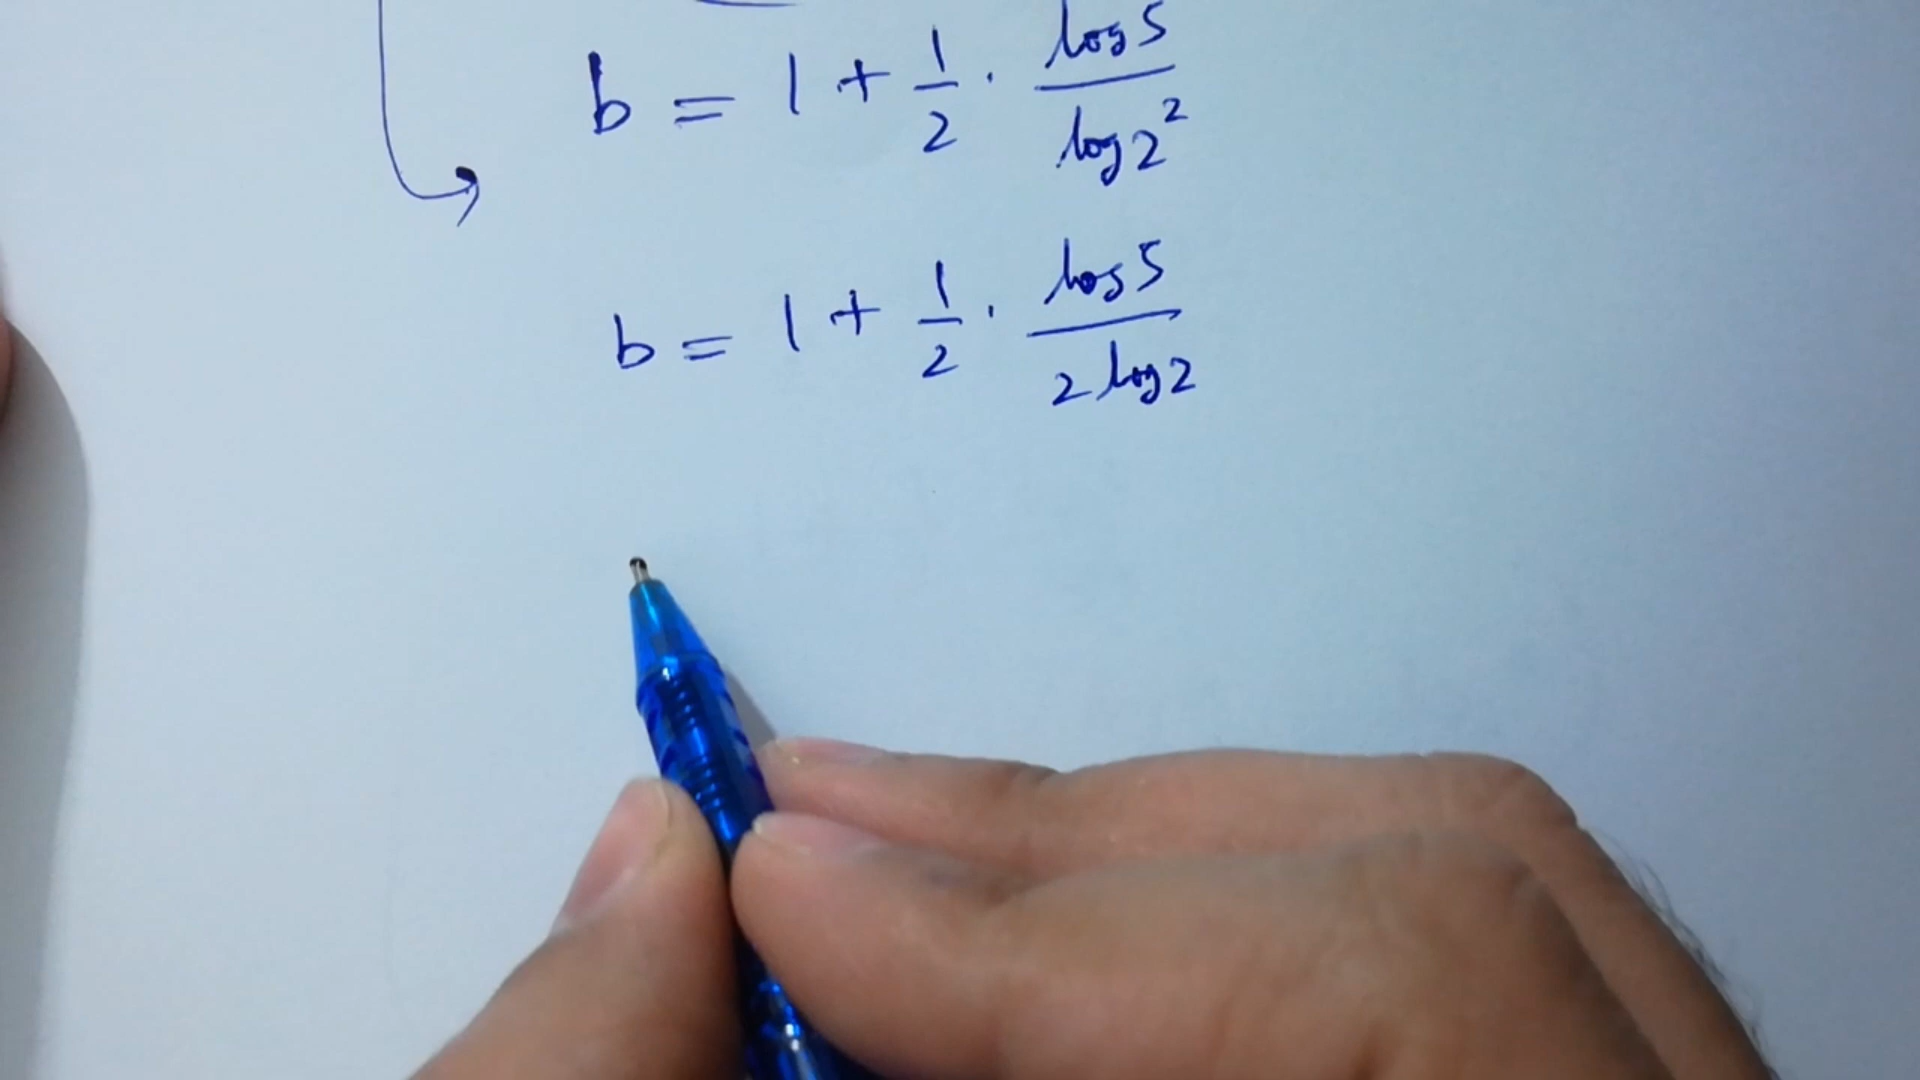 b = 1 + 1/2 · log5/log2²
b = 1 + 1/2 · log5/2log2